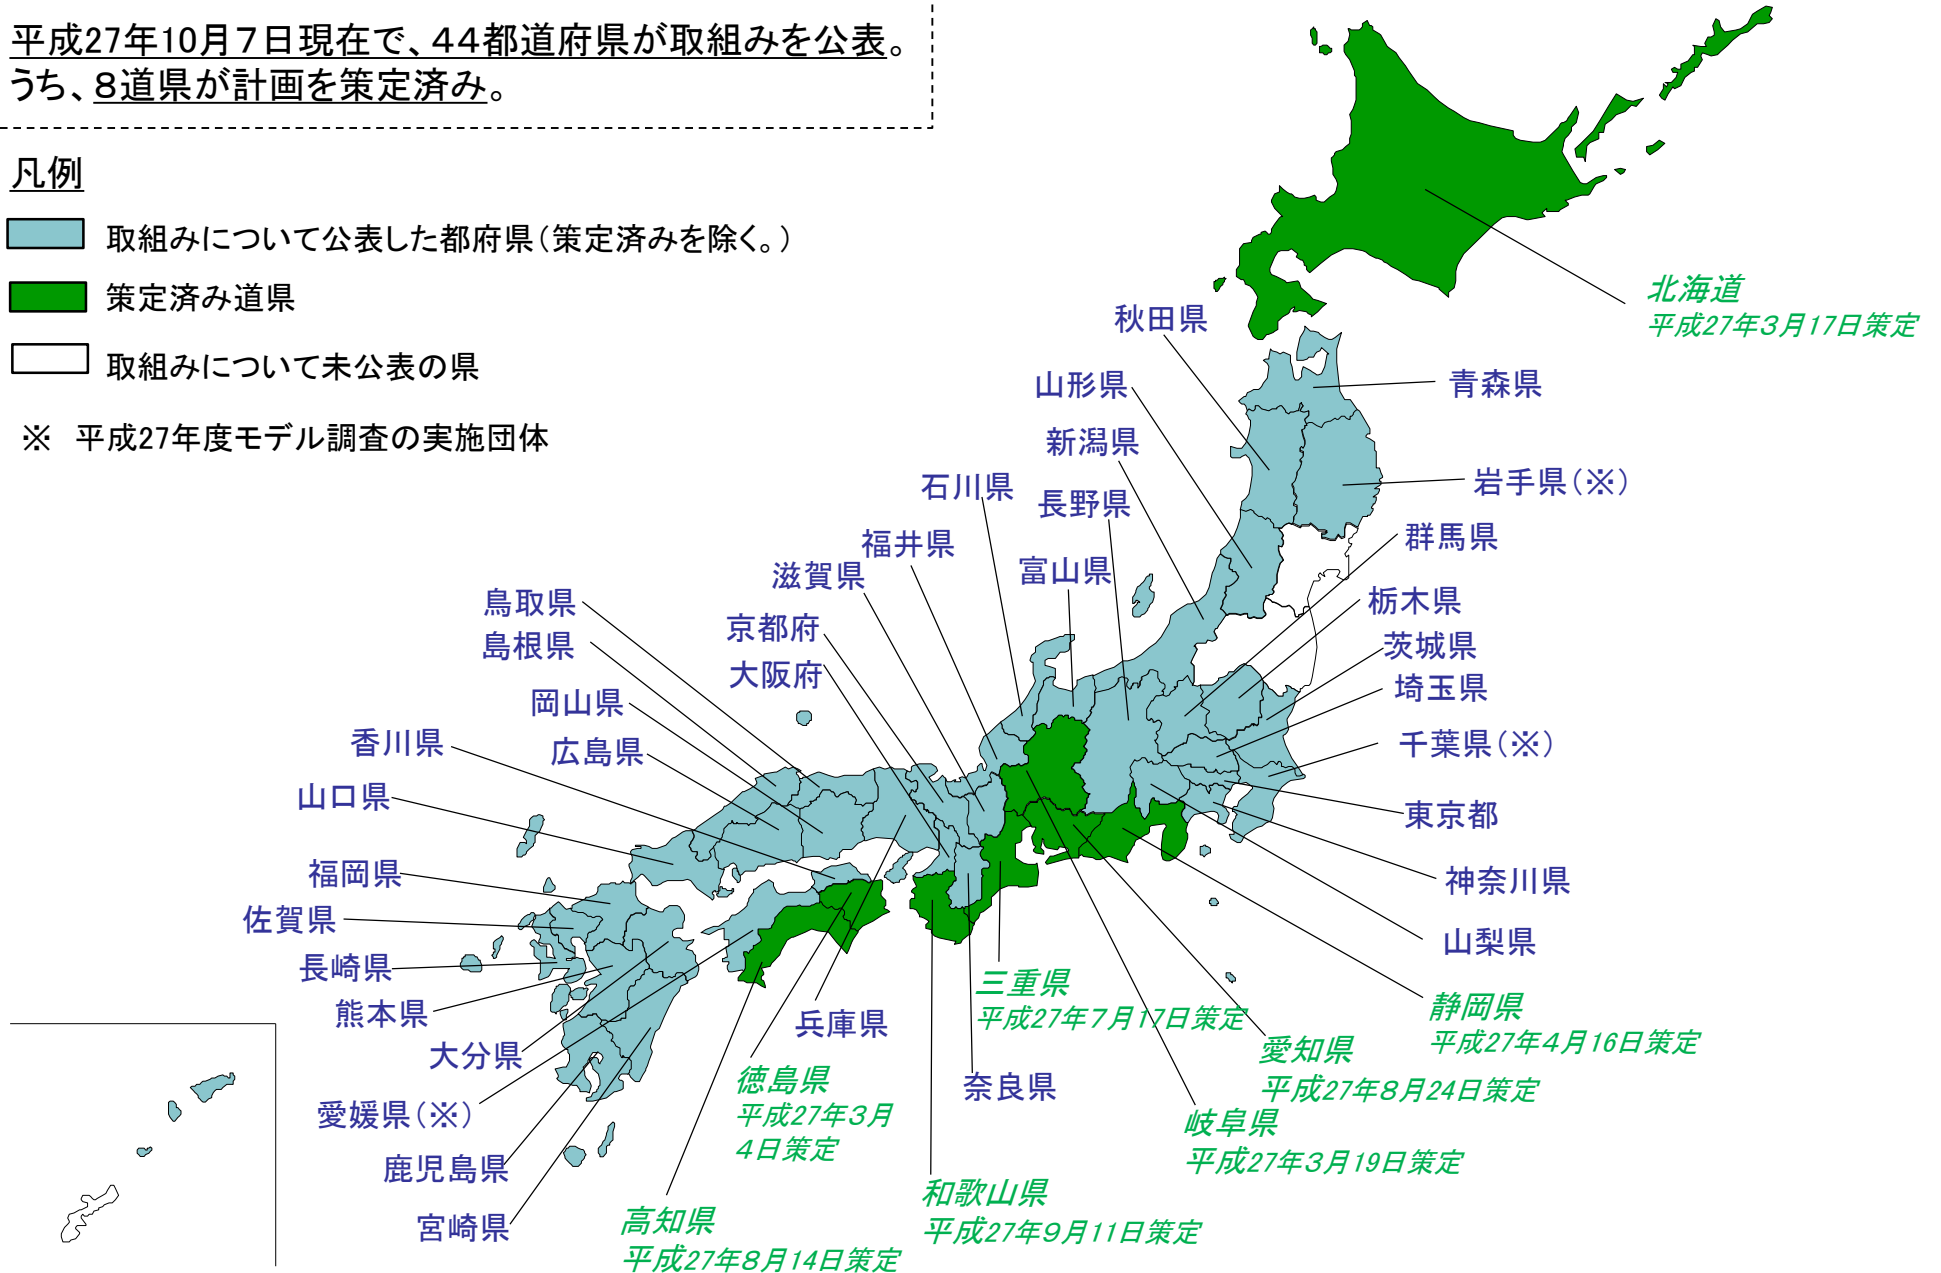 平成27年10月７日現在で、４４都道府県が取組みを公表。
うち、８道県が計画を策定済み。
凡例
取組みについて公表した都府県（策定済みを除く。）
策定済み道県
取組みについて未公表の県
※　平成27年度モデル調査の実施団体
北海道
平成27年３月17日策定
秋田県
青森県
山形県
新潟県
岩手県（※）
石川県
長野県
群馬県
福井県
富山県
滋賀県
栃木県
鳥取県
京都府
茨城県
島根県
大阪府
埼玉県
岡山県
千葉県（※）
香川県
広島県
山口県
東京都
福岡県
神奈川県
佐賀県
山梨県
長崎県
三重県
平成27年７月17日策定
熊本県
兵庫県
静岡県
平成27年４月16日策定
大分県
愛知県
平成27年８月24日策定
徳島県
平成27年３月
４日策定
奈良県
愛媛県（※）
岐阜県
平成27年３月19日策定
鹿児島県
和歌山県
平成27年９月11日策定
宮崎県
高知県
平成27年８月14日策定